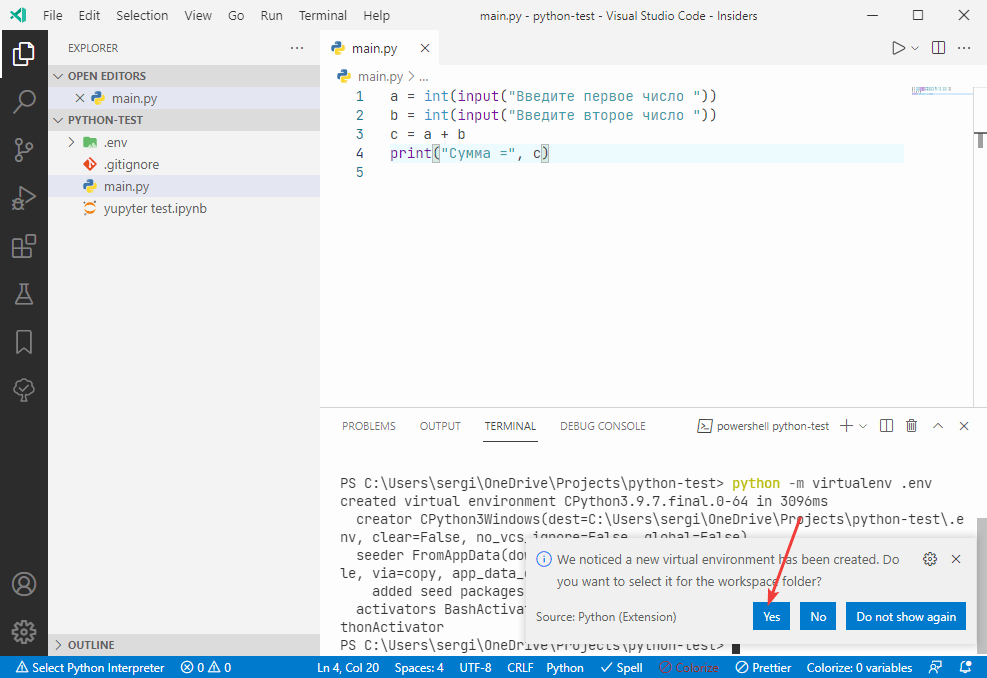 File Edit Selection View Go Run Terminal Help main.py - python-test - Visual Studio Code - Insiders
EXPLORER
OPEN EDITORS
main.py
PYTHON-TEST
.env
.gitignore
main.py
yupyter test.ipynb
OUTLINE
main.py
main.py > ...
1 a = int(input("Введите первое число "))
2 b = int(input("Введите второе число "))
3 c = a + b
4 print("Сумма =", c)
5
PROBLEMS OUTPUT TERMINAL DEBUG CONSOLE powershell python-test
PS C:\Users\sergi\OneDrive\Projects\python-test> python -m virtualenv .env
created virtual environment CPython3.9.7.final.0-64 in 3096ms
creator CPython3Windows(dest=C:\Users\sergi\OneDrive\Projects\python-test\.e
nv, clear=False, no_vcs_ignore=False, global=False)
seeder FromAppData(dow
le, via=copy, app_data_
added seed packages
activators BashActiva
thonActivator
PS C:\Users\sergi\OneDrive\Projects\python-test>
We noticed a new virtual environment has been created. Do
you want to select it for the workspace folder?
Source: Python (Extension) Yes No Do not show again
Select Python Interpreter 0 0 Ln 4, Col 20 Spaces: 4 UTF-8 CRLF Python Spell Colorize Prettier Colorize: 0 variables